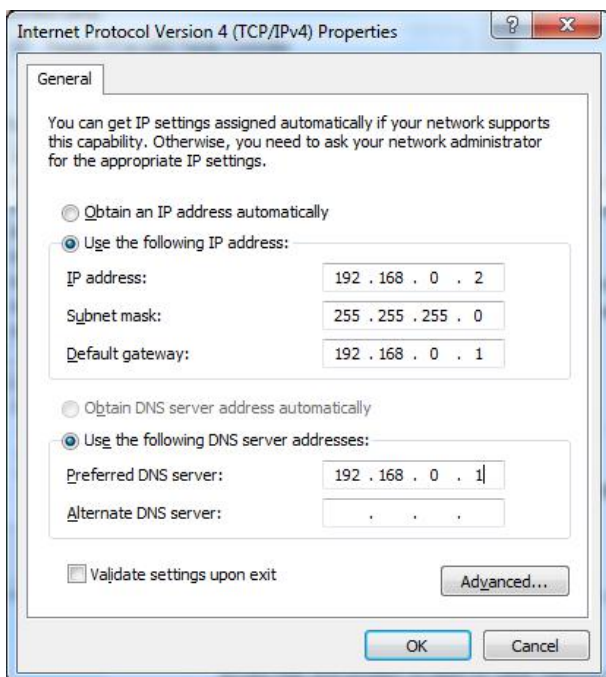 Internet Protocol Version 4 (TCP/IPv4) Properties
General
You can get IP settings assigned automatically if your network supports
this capability. Otherwise, you need to ask your network administrator
for the appropriate IP settings.
Obtain an IP address automatically
Use the following IP address:
IP address: 192 . 168 . 0 . 2
Subnet mask: 255 . 255 . 255 . 0
Default gateway: 192 . 168 . 0 . 1
Obtain DNS server address automatically
Use the following DNS server addresses:
Preferred DNS server: 192 . 168 . 0 . 1
Alternate DNS server: . . .
Validate settings upon exit
Advanced...
OK Cancel